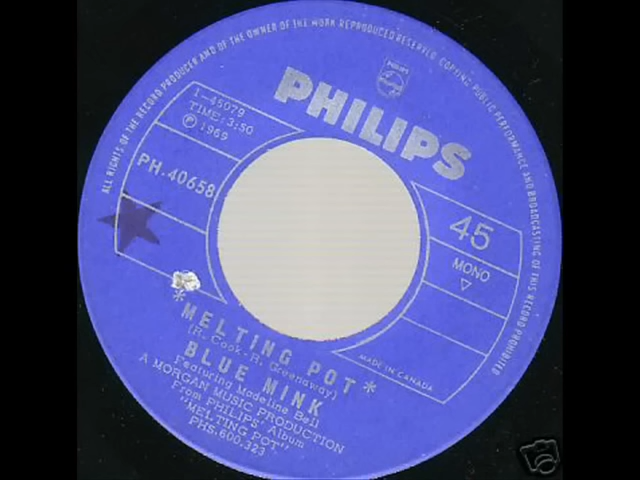 ALL RIGHTS OF THE RECORD PRODUCER AND OF THE OWNER OF THE WORK REPRODUCED RESERVED. COPYING - PUBLIC PERFORMANCE AND BROADCASTING OF THIS RECORD PROHIBITED
PHILIPS
PHILIPS
1-45079
TIME: 3:50
Ⓟ 1969
PH.40658
45
MONO
MADE IN CANADA
*MELTING POT*
(R. Cook-R. Greenaway)
BLUE MINK
Featuring Madeline Bell
A MORGAN MUSIC PRODUCTION
From PHILIPS' Album
"MELTING POT"
PHS.600.323